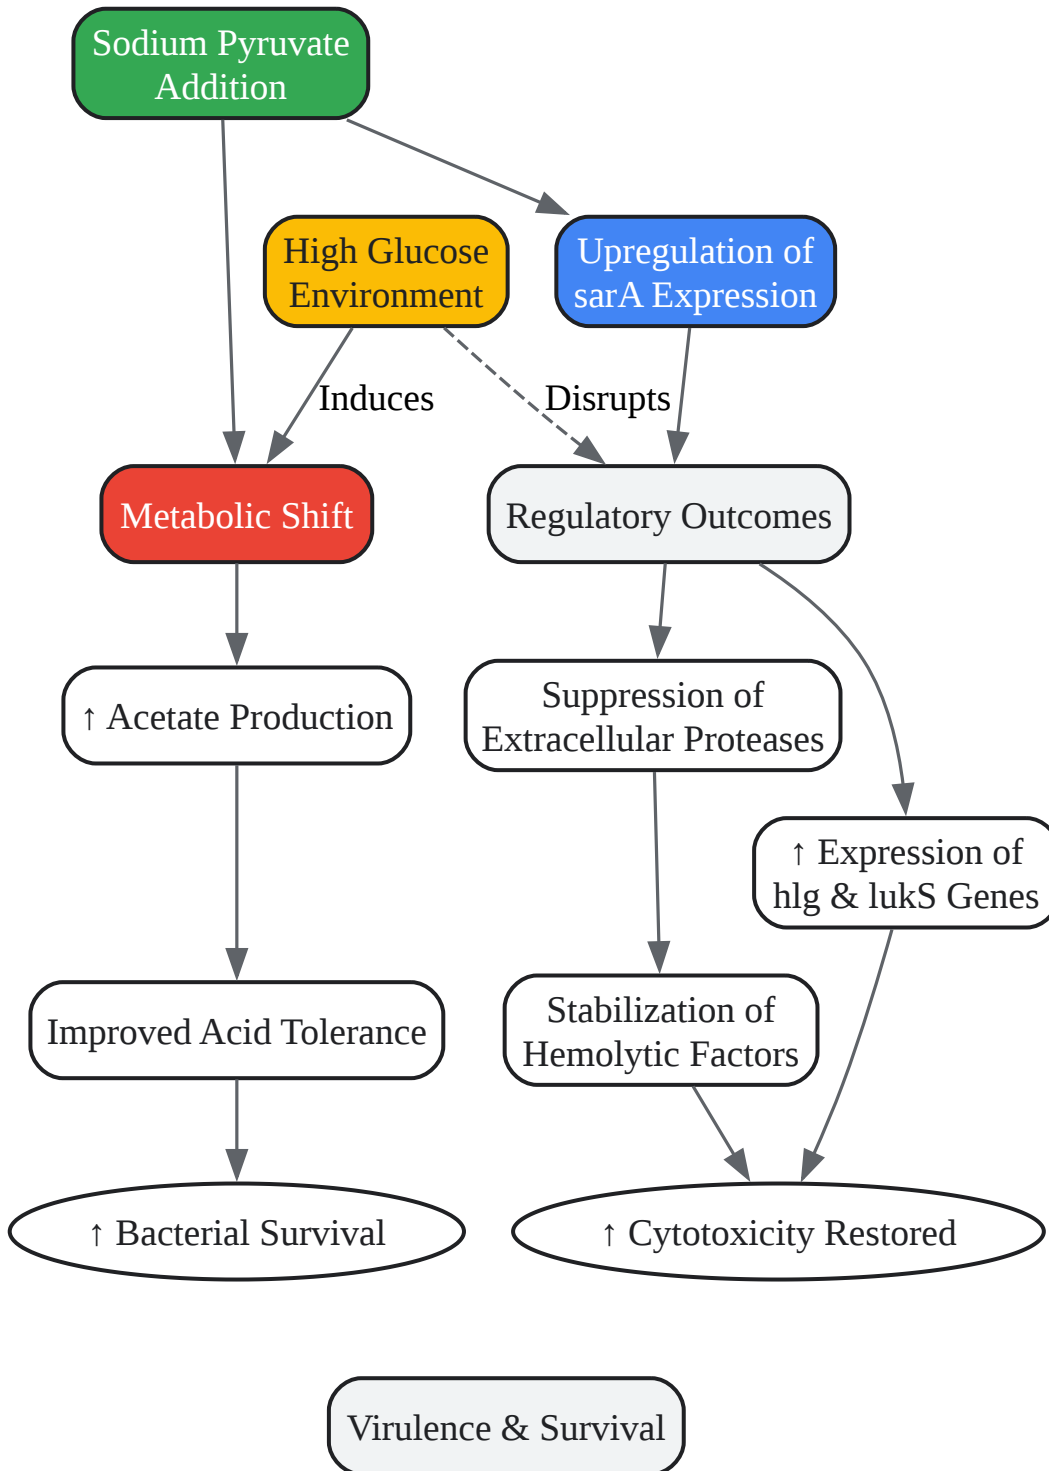 Sodium Pyruvate
Addition
High Glucose
Environment
Upregulation of
sarA Expression
Induces
Disrupts
Metabolic Shift
Regulatory Outcomes
↑ Acetate Production
Suppression of
Extracellular Proteases
↑ Expression of
hlg & lukS Genes
Improved Acid Tolerance
Stabilization of
Hemolytic Factors
↑ Bacterial Survival
↑ Cytotoxicity Restored
Virulence & Survival